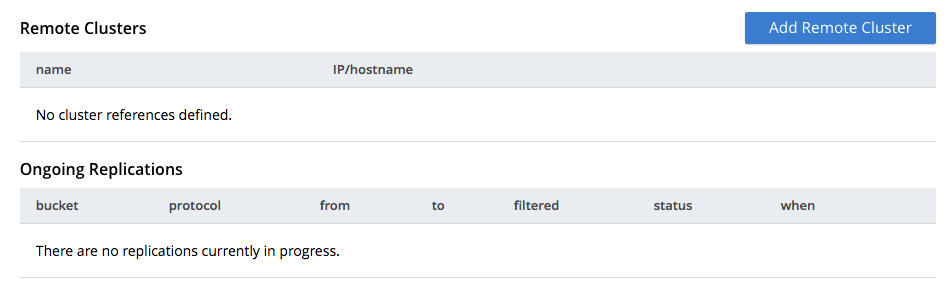 Remote Clusters
Add Remote Cluster
name IP/hostname
No cluster references defined.
Ongoing Replications
bucket protocol from to filtered status when
There are no replications currently in progress.